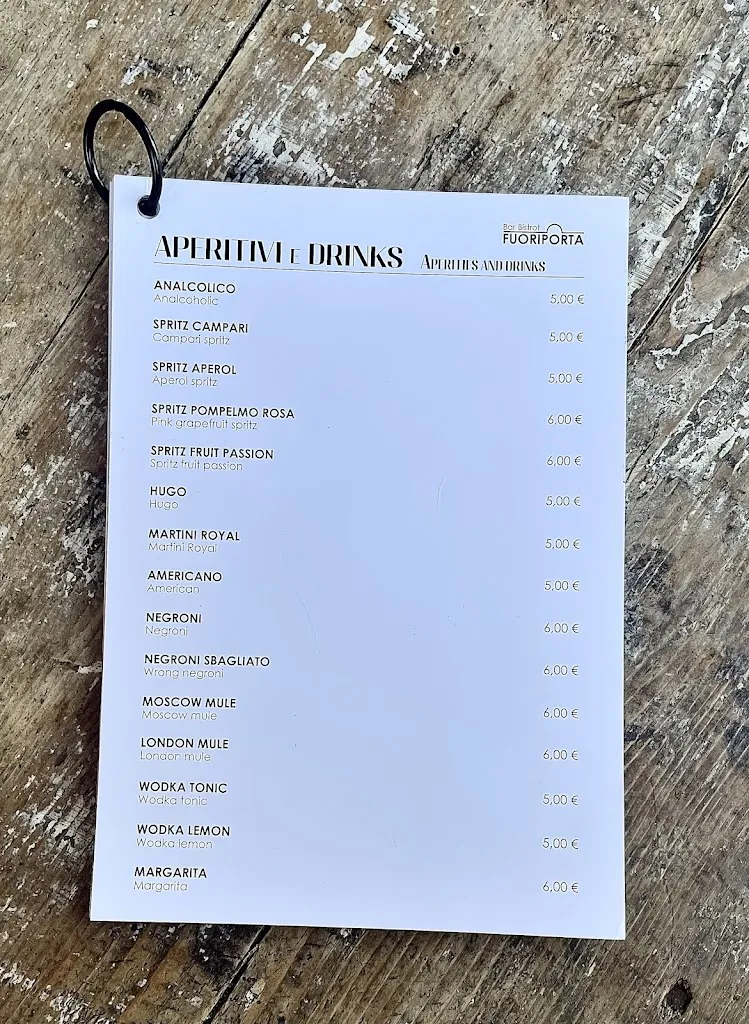 Bar Bistrot
FUORIPORTA
APERITIVI E DRINKS APERITIFS AND DRINKS
ANALCOLICO
Analcoholic 5,00 €
SPRITZ CAMPARI
Campari spritz 5,00 €
SPRITZ APEROL
Aperol spritz 5,00 €
SPRITZ POMPELMO ROSA
Pink grapefruit spritz 6,00 €
SPRITZ FRUIT PASSION
Spritz fruit passion 6,00 €
HUGO
Hugo 5,00 €
MARTINI ROYAL
Martini Royal 5,00 €
AMERICANO
American 5,00 €
NEGRONI
Negroni 6,00 €
NEGRONI SBAGLIATO
Wrong negroni 6,00 €
MOSCOW MULE
Moscow mule 6,00 €
LONDON MULE
London mule 6,00 €
WODKA TONIC
Wodka tonic 5,00 €
WODKA LEMON
Wodka lemon 5,00 €
MARGARITA
Margarita 6,00 €